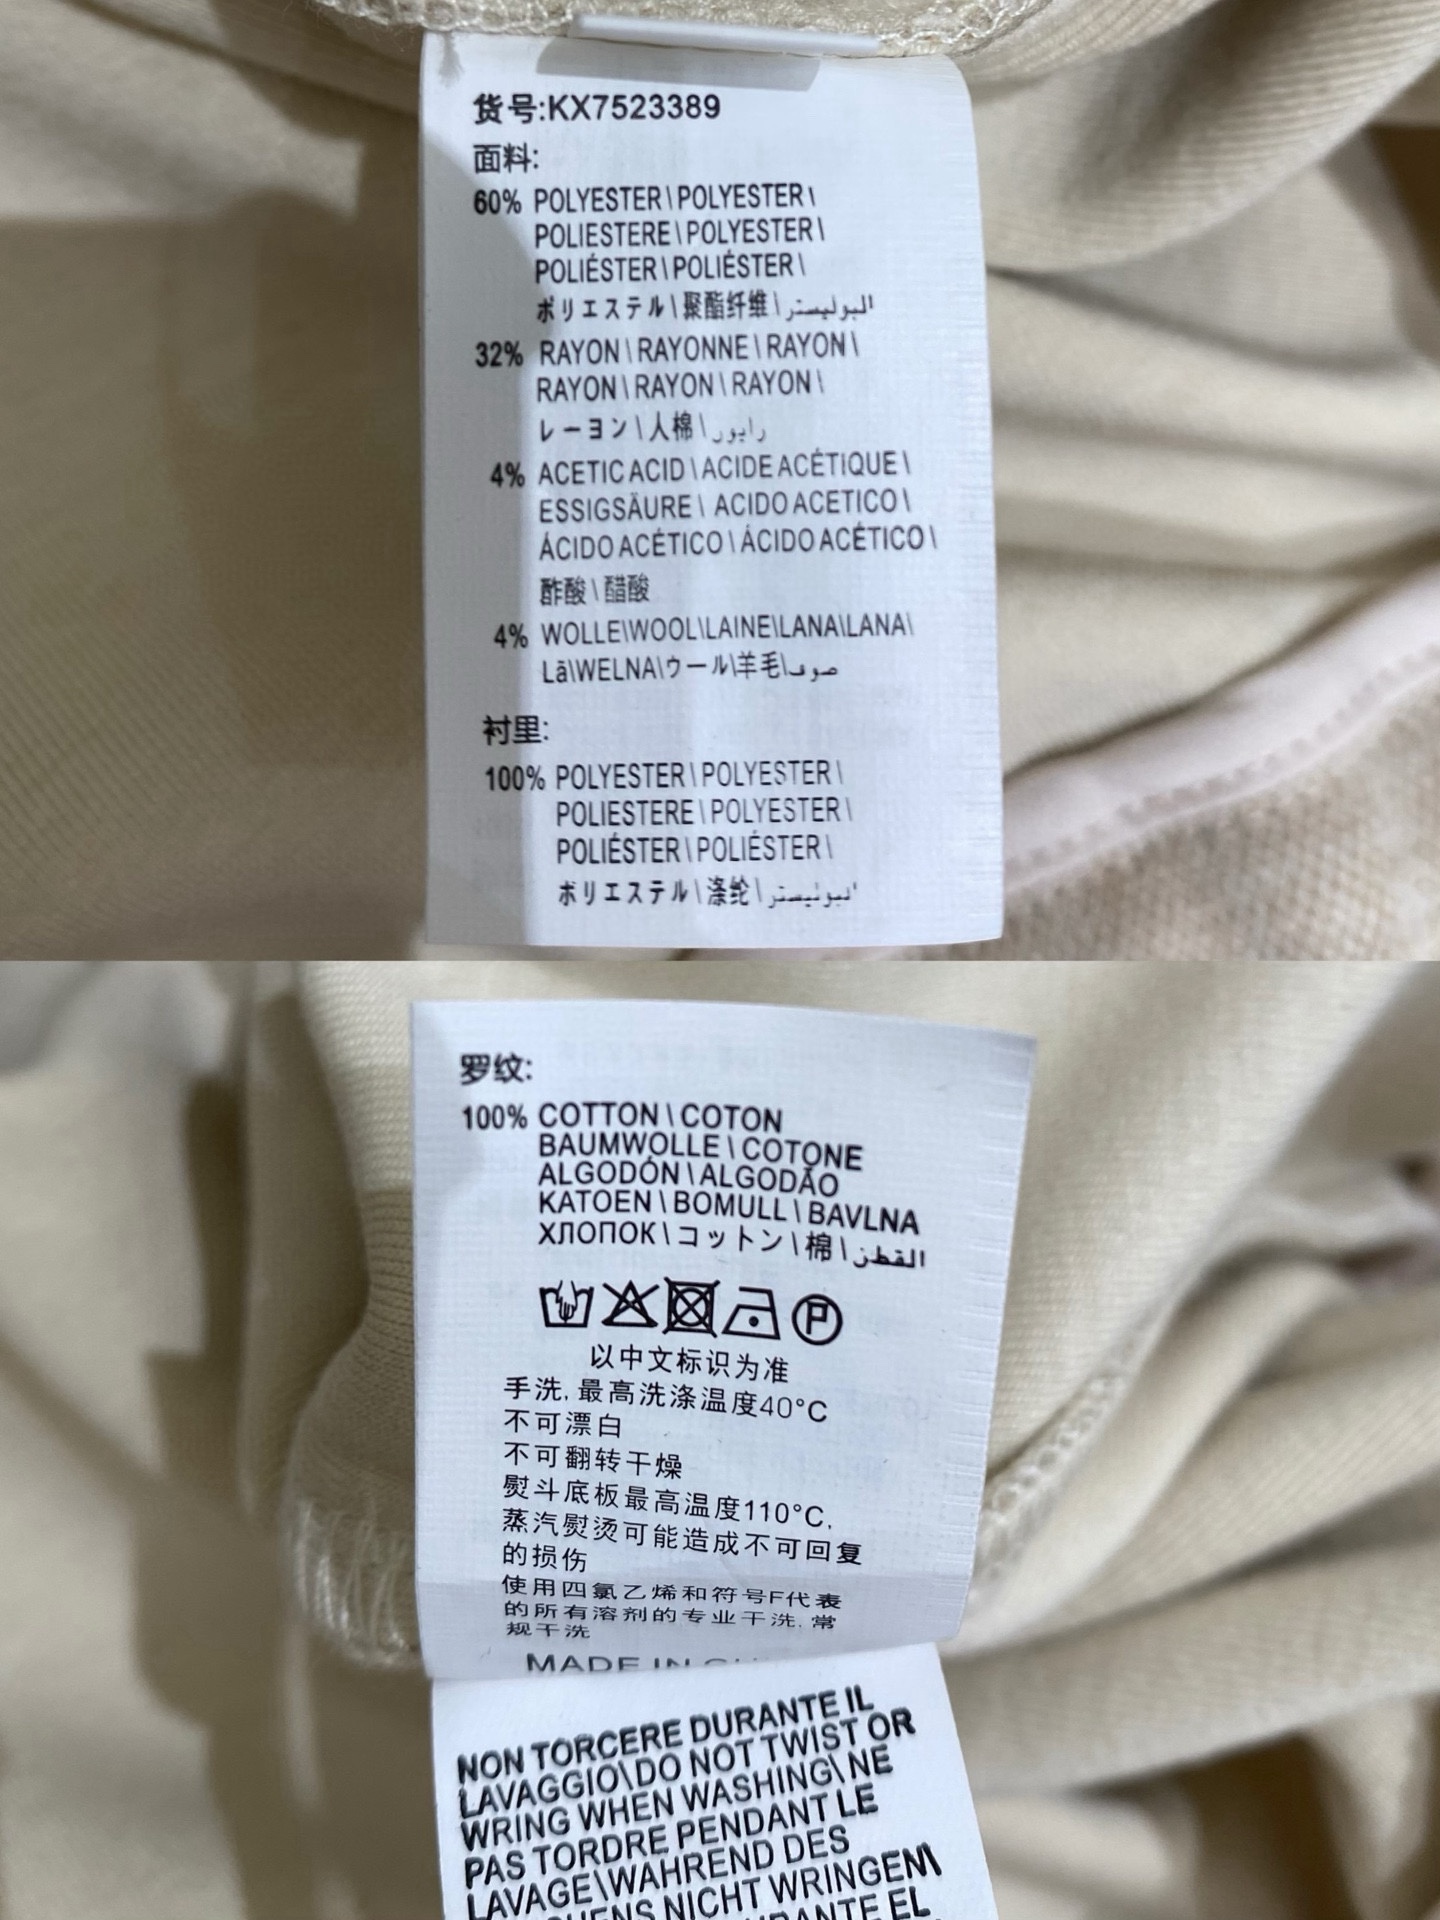 货号:KX7523389
面料:
60% POLYESTER\POLYESTER\
POLIESTERE\POLYESTER\
POLIÉSTER\POLIÉSTER\
ポリエステル\聚酯纤维\البوليستر
32% RAYON\RAYONNE\RAYON\
RAYON\RAYON\RAYON\
レーヨン\人棉\رايور
4% ACETIC ACID\ACIDE ACÉTIQUE\
ESSIGSÄURE\ ACIDO ACETICO\
ÁCIDO ACÉTICO\ÁCIDO ACÉTICO\
酢酸\醋酸
4% WOLLE\WOOL\LAINE\LANA\LANA\
Lã\WELNA\ウール\羊毛\صوف
衬里:
100% POLYESTER\POLYESTER\
POLIESTERE\POLYESTER\
POLIÉSTER\POLIÉSTER\
ポリエステル\涤纶\البوليستر
罗纹:
100% COTTON\COTON
BAUMWOLLE\COTONE
ALGODÓN\ALGODÃO
KATOEN\BOMULL\BAVLNA
ХЛОПОК\コットン\棉\القطن
P
以中文标识为准
手洗,最高洗涤温度40°C
不可漂白
不可翻转干燥
熨斗底板最高温度110°C,
蒸汽熨烫可能造成不可回复
的损伤
使用四氯乙烯和符号F代表
的所有溶剂的专业干洗,常
规干洗
MADE IN
NON TORCERE DURANTE IL
LAVAGGIO\DO NOT TWIST OR
WRING WHEN WASHING\NE
PAS TORDRE PENDANT LE
LAVAGE\WAHREND DES
NICHT WRINGEN\
EL